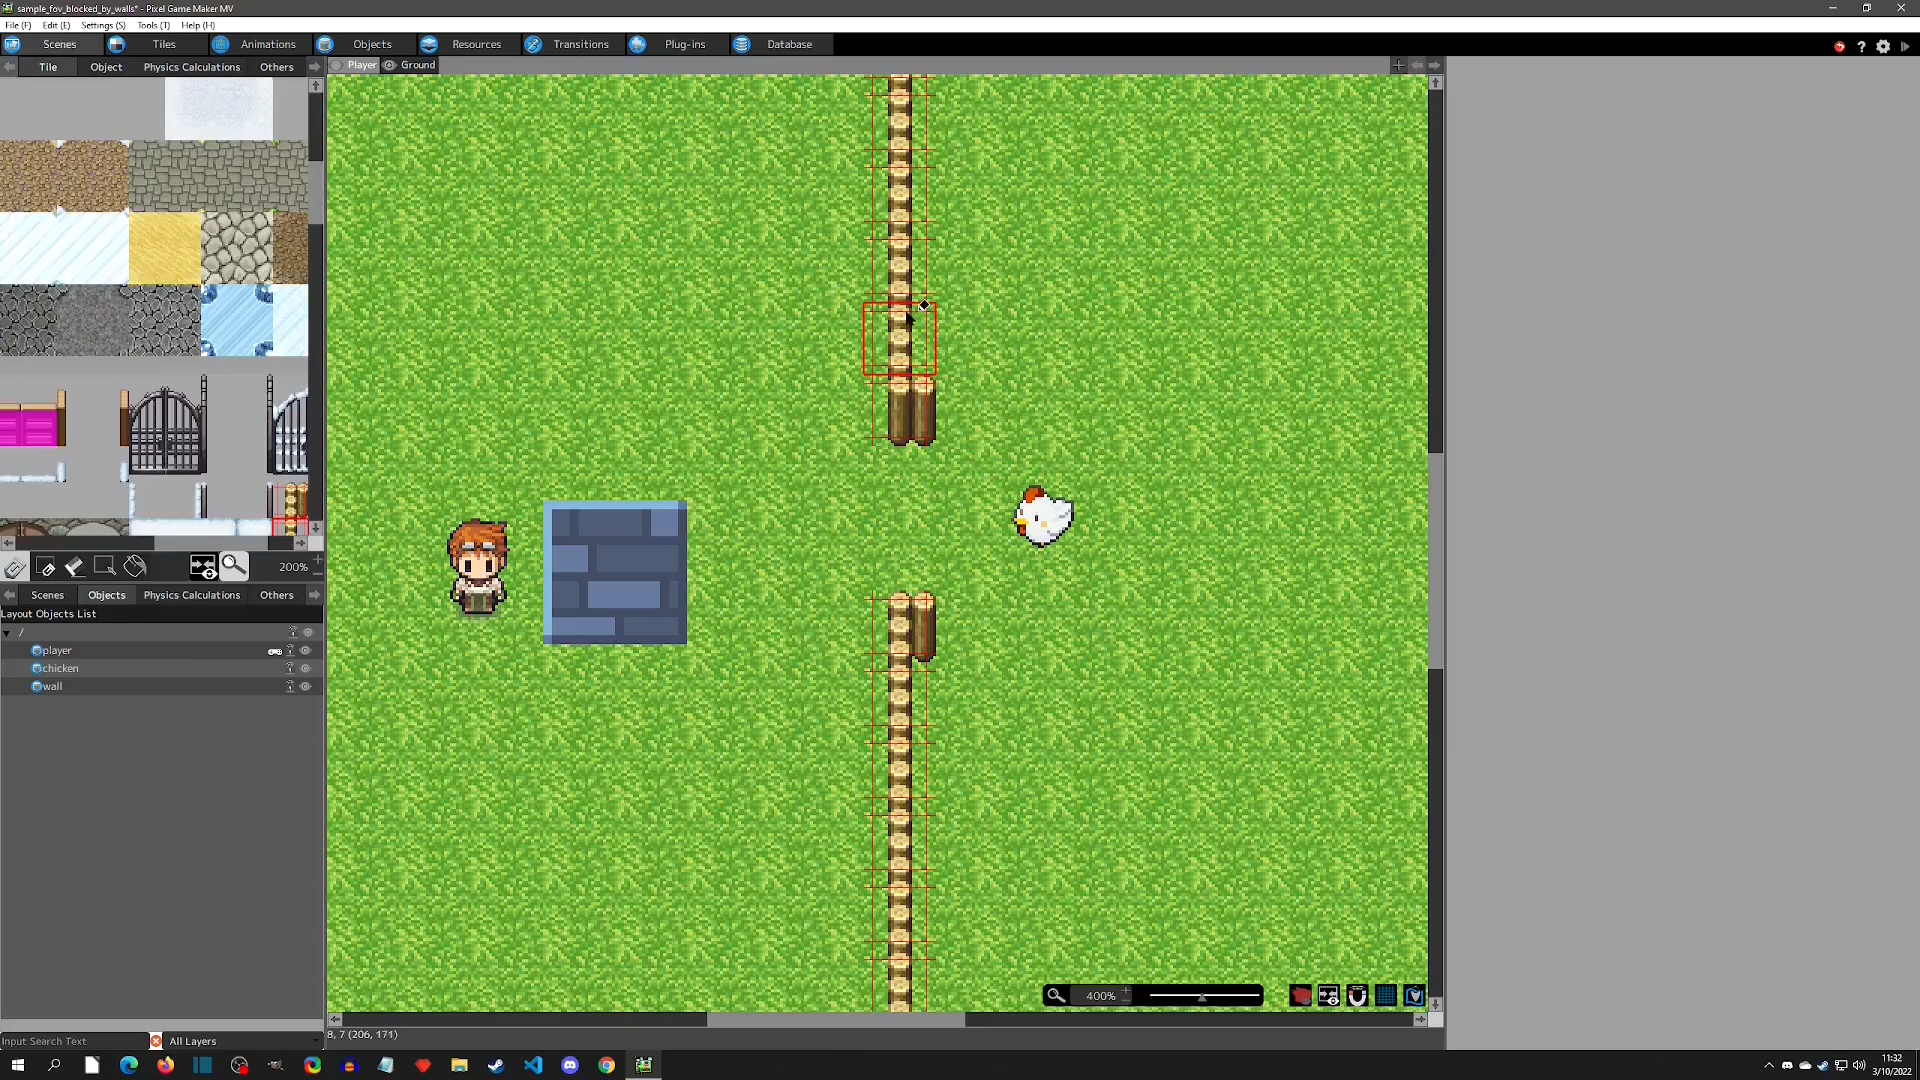 sample_fov_blocked_by_walls* - Pixel Game Maker MV
File (F) Edit (E) Settings (S) Tools (T) Help (H)
Scenes Tiles Animations Objects Resources Transitions Plug-ins Database
Tile Object Physics Calculations Others
Player Ground
200%
Scenes Objects Physics Calculations Others
Layout Objects List
/
player
chicken
wall
400%
8, 7 (206, 171)
Input Search Text All Layers
11:32
3/10/2022